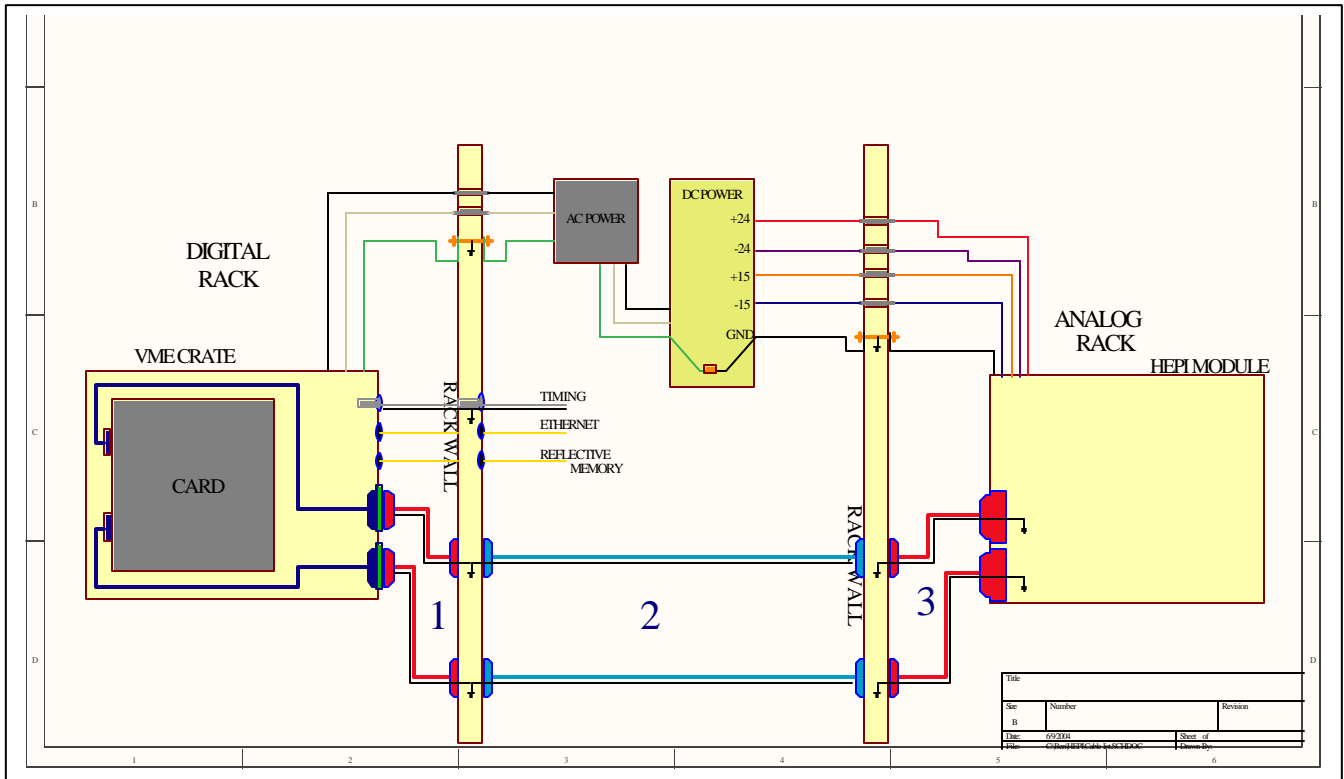 B
B
C
C
D
D
DIGITAL
RACK
AC POWER
DC POWER
+24
-24
+15
-15
GND
ANALOG
RACK
VME CRATE
HEPI MODULE
TIMING
ETHERNET
REFLECTIVE
MEMORY
RACK WALL
CARD
RACK WALL
1
2
3
Title
Size
Number
Revision
B
Date:
6/9/2004
Sheet of
File:
Drawn By:
1
2
3
4
5
6